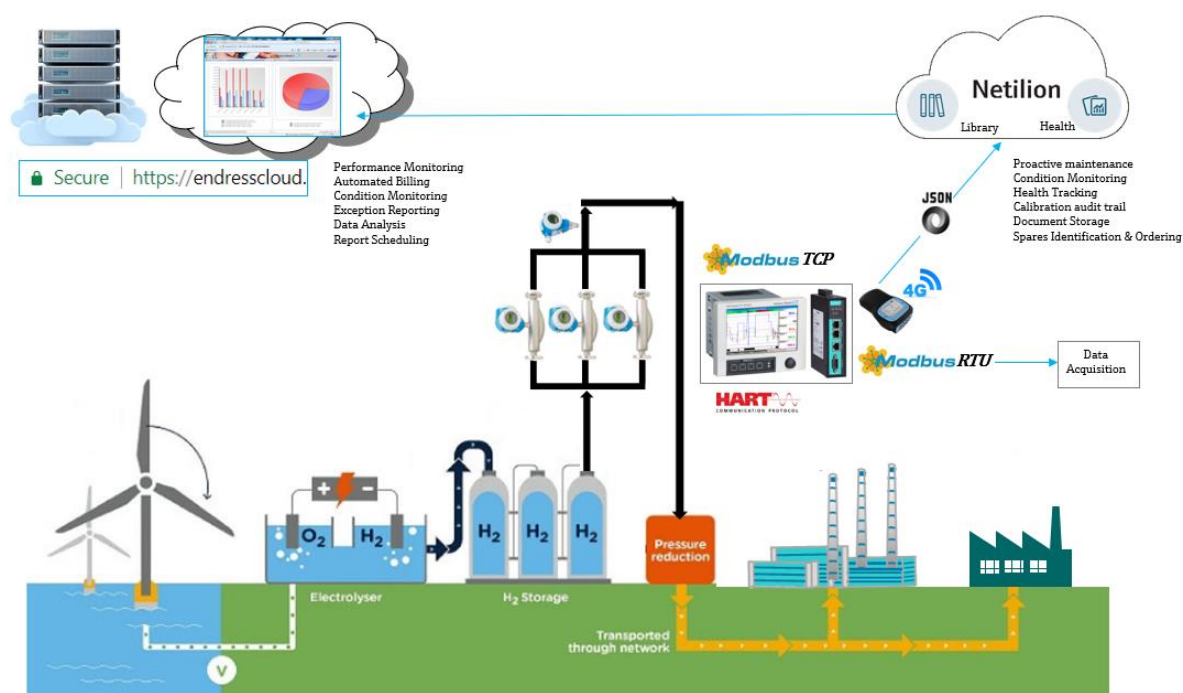 Secure | https://endresscloud.
Performance Monitoring
Automated Billing
Condition Monitoring
Exception Reporting
Data Analysis
Report Scheduling
Netilion
Library
Health
Proactive maintenance
Condition Monitoring
Health Tracking
Calibration audit trail
Document Storage
Spares Identification & Ordering
JSON
4G
Modbus TCP
Modbus RTU
Data
Acquisition
HART
COMMUNICATION PROTOCOL
+ −
O2 H2
H2 H2 H2
Pressure
reduction
Electrolyser
H2 Storage
Transported
through network
V